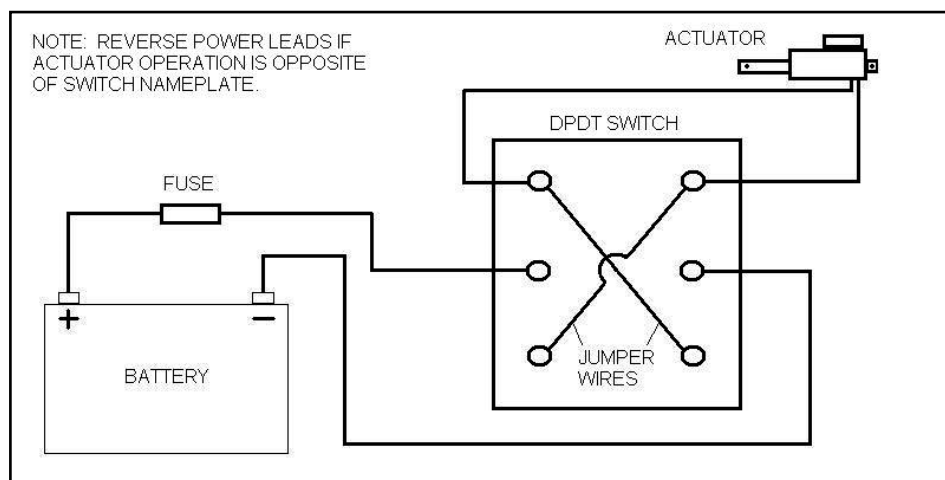 NOTE: REVERSE POWER LEADS IF
ACTUATOR OPERATION IS OPPOSITE
OF SWITCH NAMEPLATE.
ACTUATOR
DPDT SWITCH
FUSE
+ −
BATTERY
JUMPER
WIRES